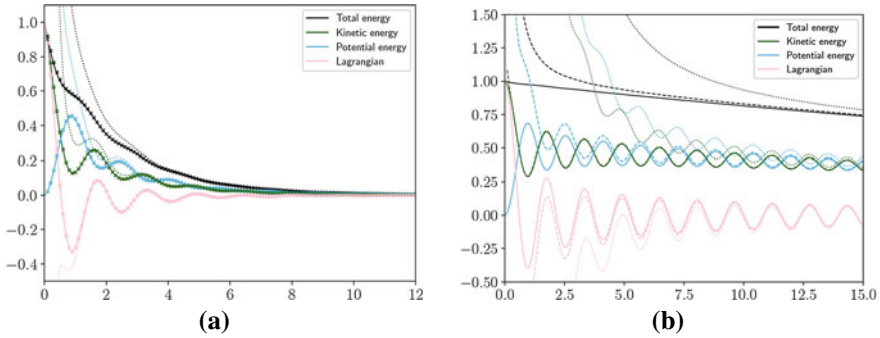 1.0
0.8
0.6
0.4
0.2
0.0
−0.2
−0.4
0 2 4 6 8 10 12
Total energy
Kinetic energy
Potential energy
Lagrangian
(a)
1.50
1.25
1.00
0.75
0.50
0.25
0.00
−0.25
−0.50
0.0 2.5 5.0 7.5 10.0 12.5 15.0
Total energy
Kinetic energy
Potential energy
Lagrangian
(b)